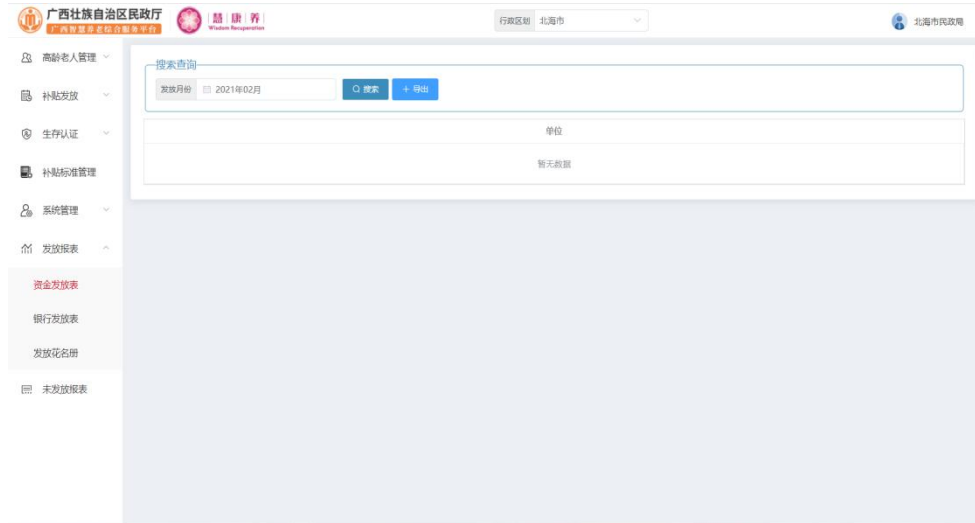 广西壮族自治区民政厅
广西智慧养老综合服务平台
慧康养
Wisdom Recuperation
行政区划 北海市
北海市民政局
高龄老人管理
补贴发放
生存认证
补贴标准管理
系统管理
发放报表
资金发放表
银行发放表
发放花名册
未发放报表
搜索查询
发放月份 2021年02月 搜索 + 导出
单位
暂无数据